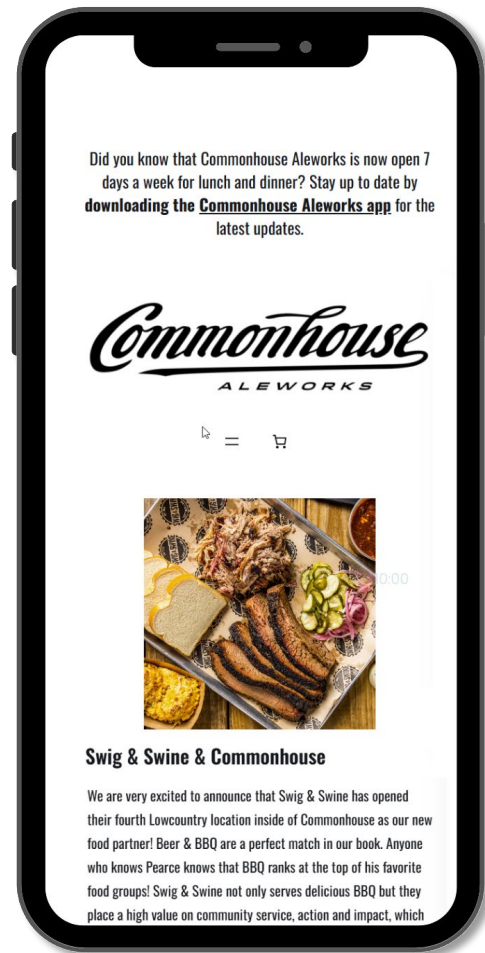 Did you know that Commonhouse Aleworks is now open 7
days a week for lunch and dinner? Stay up to date by
downloading the Commonhouse Aleworks app for the
latest updates.
Commonhouse
ALEWORKS
0:00
Swig & Swine & Commonhouse
We are very excited to announce that Swig & Swine has opened
their fourth Lowcountry location inside of Commonhouse as our new
food partner! Beer & BBQ are a perfect match in our book. Anyone
who knows Pearce knows that BBQ ranks at the top of his favorite
food groups! Swig & Swine not only serves delicious BBQ but they
place a high value on community service, action and impact, which